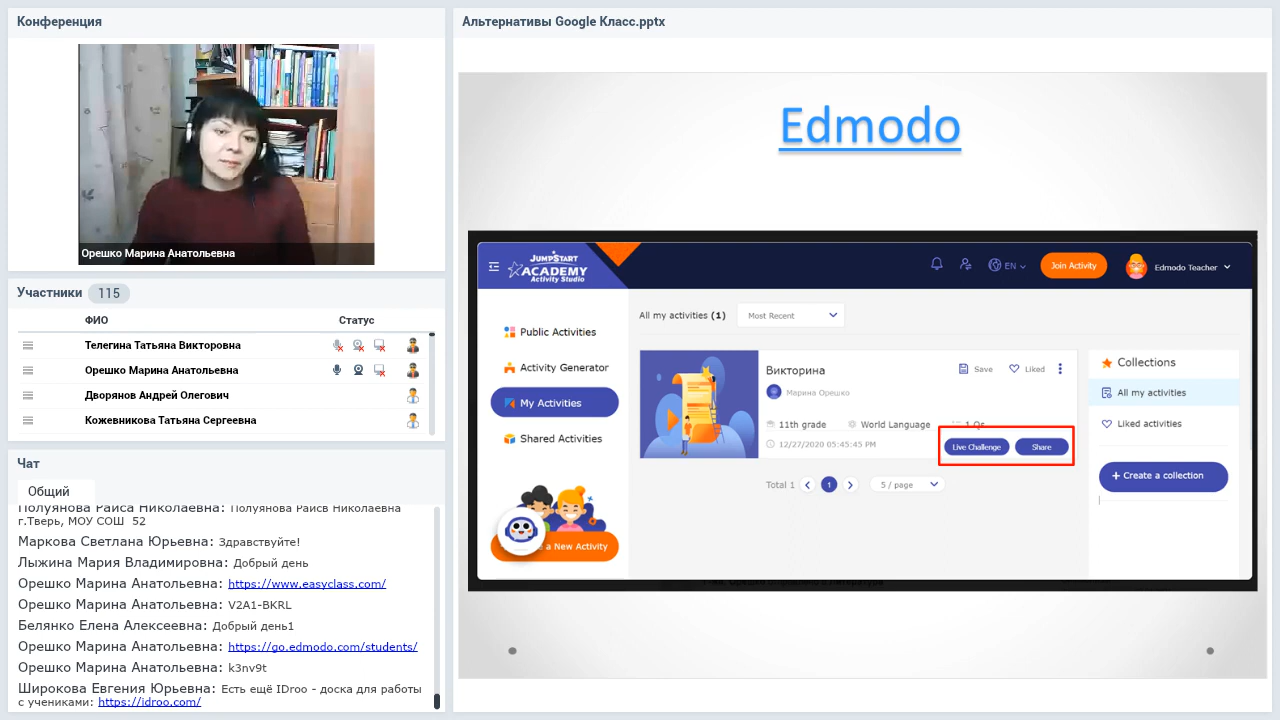 Конференция
Орешко Марина Анатольевна
Участники 115
ФИО Статус
Телегина Татьяна Викторовна
Орешко Марина Анатольевна
Дворянов Андрей Олегович
Кожевникова Татьяна Сергеевна
Чат
Общий
Полуянова Раиса Николаевна: Полуянова Раисв Николаевна
г.Тверь, МОУ СОШ 52
Маркова Светлана Юрьевна: Здравствуйте!
Лыжина Мария Владимировна: Добрый день
Орешко Марина Анатольевна: https://www.easyclass.com/
Орешко Марина Анатольевна: V2A1-BKRL
Белянко Елена Алексеевна: Добрый день1
Орешко Марина Анатольевна: https://go.edmodo.com/students/
Орешко Марина Анатольевна: k3nv9t
Широкова Евгения Юрьевна: Есть ещё IDroo - доска для работы
с учениками: https://idroo.com/
Альтернативы Google Класс.pptx
Edmodo
JumpStart
Academy
Activity Studio
EN
Join Activity
Edmodo Teacher
Public Activities
Activity Generator
My Activities
Shared Activities
a New Activity
All my activities (1)
Most Recent
Викторина
Save
Liked
Марина Орешко
11th grade
World Language
1 Qs
12/27/2020 05:45:45 PM
Live Challenge
Share
Total 1
1
5 / page
Collections
All my activities
Liked activities
+ Create a collection